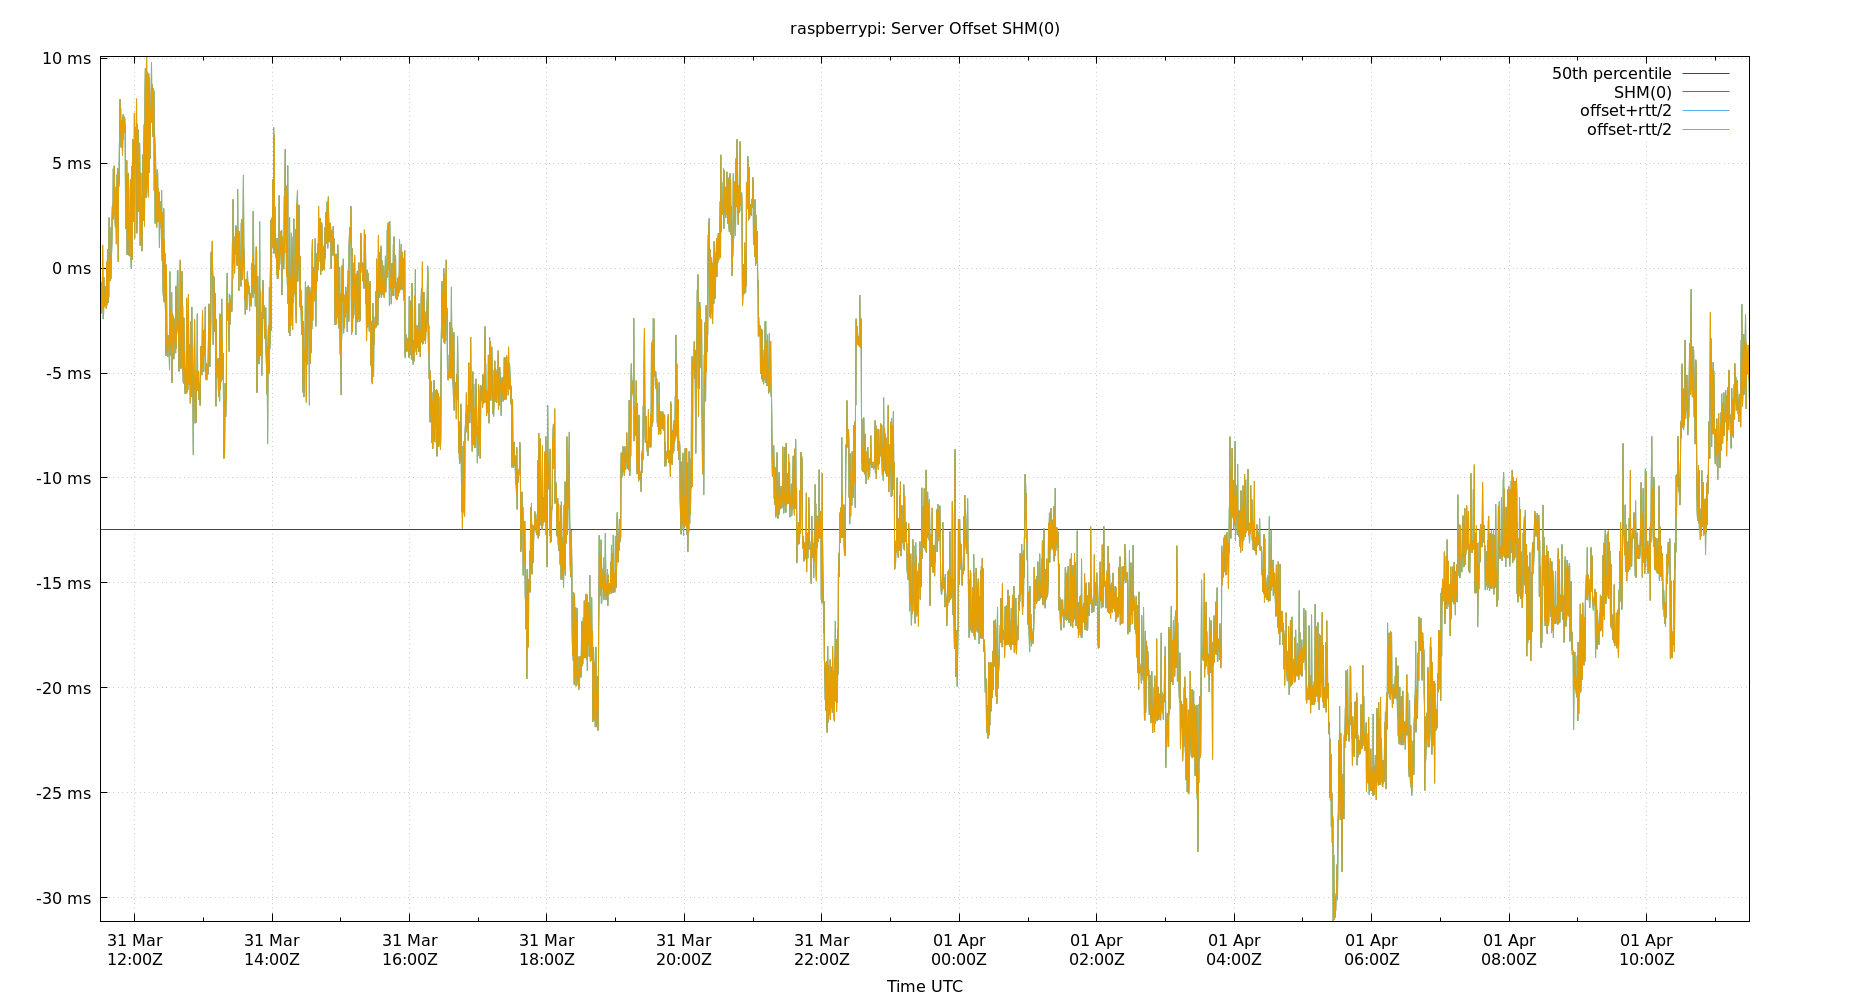 raspberrypi: Server Offset SHM(0)
50th percentile
SHM(0)
offset+rtt/2
offset-rtt/2
10 ms
5 ms
0 ms
-5 ms
-10 ms
-15 ms
-20 ms
-25 ms
-30 ms
31 Mar 31 Mar 31 Mar 31 Mar 31 Mar 31 Mar 01 Apr 01 Apr 01 Apr 01 Apr 01 Apr 01 Apr
12:00Z 14:00Z 16:00Z 18:00Z 20:00Z 22:00Z 00:00Z 02:00Z 04:00Z 06:00Z 08:00Z 10:00Z
Time UTC